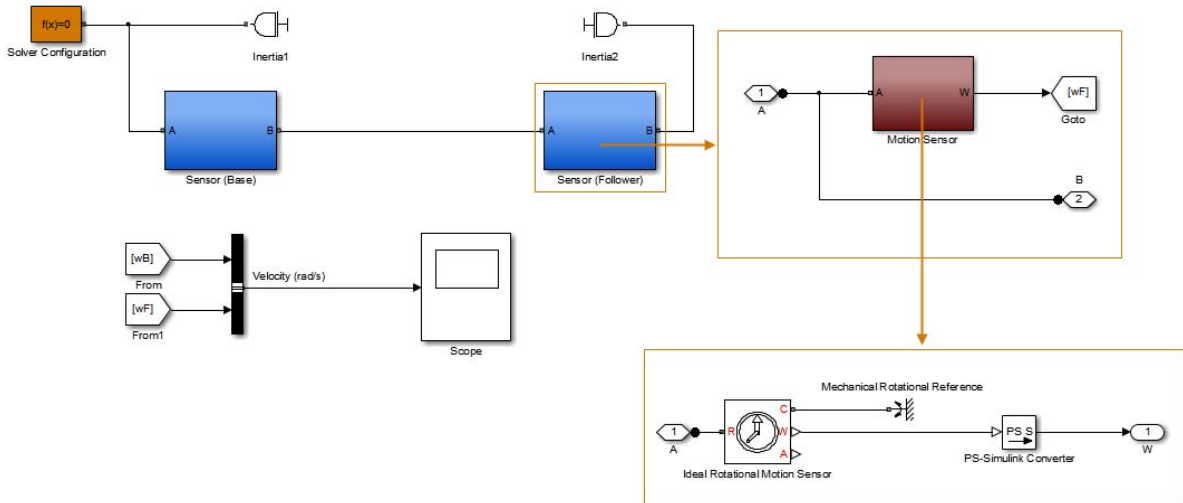 f(x)=0
Solver Configuration
Inertia1
Inertia2
A
B
Sensor (Base)
A
B
Sensor (Follower)
1
A
A
W
Motion Sensor
[wF]
Goto
B
2
[wB]
From
[wF]
From1
Velocity (rad/s)
Scope
Mechanical Rotational Reference
1
A
R
C
W
A
Ideal Rotational Motion Sensor
PS S
PS-Simulink Converter
1
W